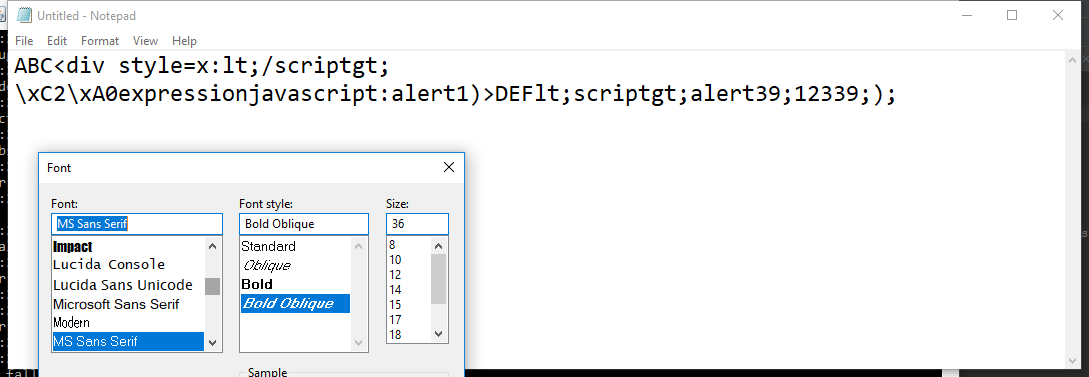 Untitled - Notepad
File Edit Format View Help
ABC<div style=x:lt;/scriptgt;
\xC2\xA0expressionjavascript:alert1)>DEFlt;scriptgt;alert39;12339;);
Font
Font: Font style: Size:
MS Sans Serif Bold Oblique 36
Impact Standard 8
Lucida Console Oblique 10
Lucida Sans Unicode Bold 12
Microsoft Sans Serif Bold Oblique 14
Modern 15
MS Sans Serif 17
18
Sample